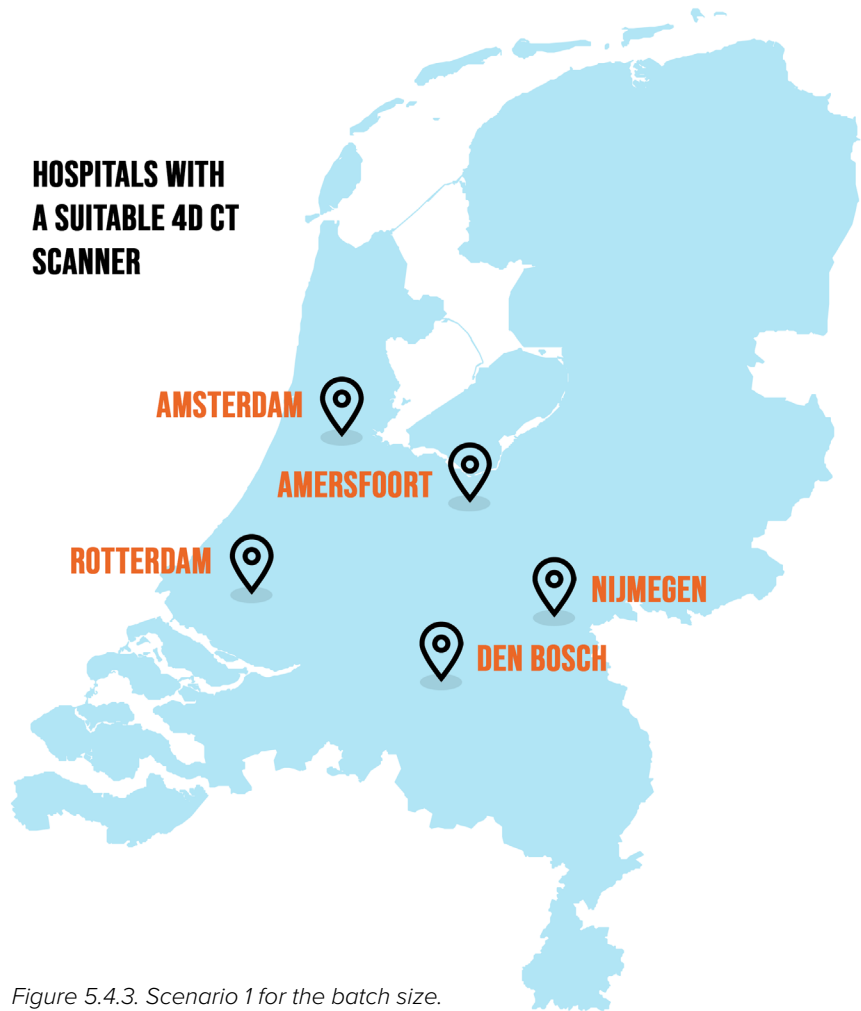 HOSPITALS WITH
A SUITABLE 4D CT
SCANNER
AMSTERDAM
AMERSFOORT
ROTTERDAM
NIJMEGEN
DEN BOSCH
Figure 5.4.3. Scenario 1 for the batch size.